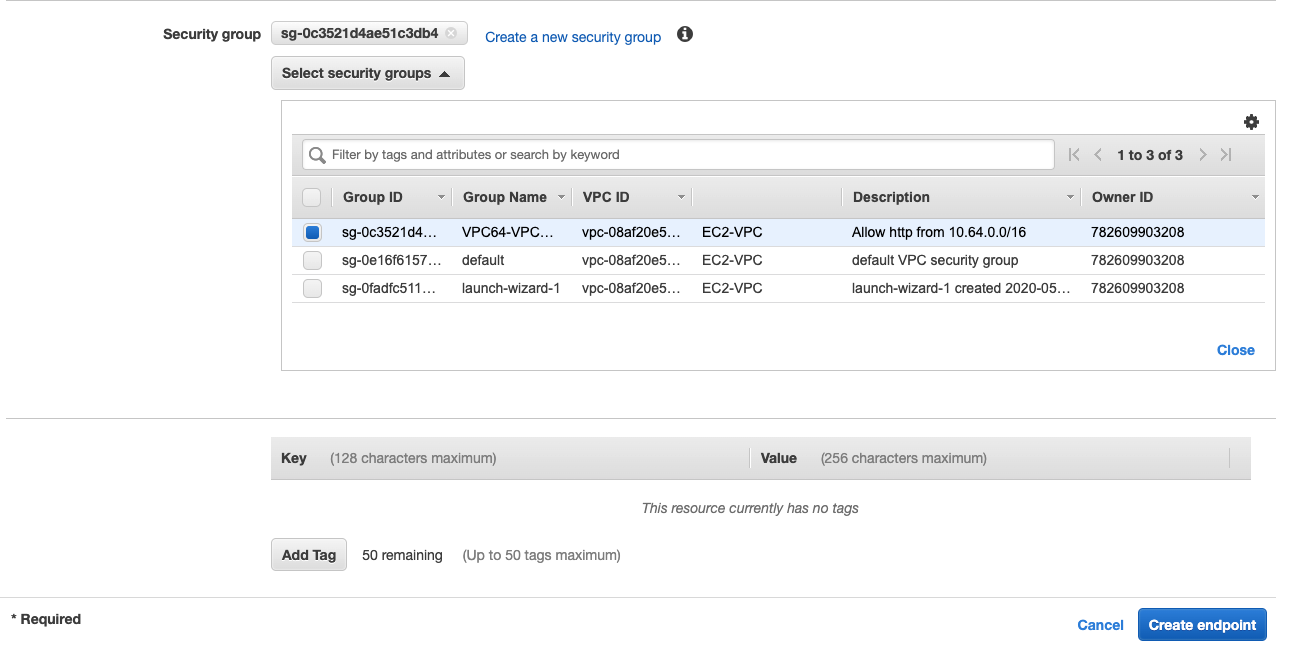 Security group sg-0c3521d4ae51c3db4 Create a new security group
Select security groups
Filter by tags and attributes or search by keyword 1 to 3 of 3
Group ID Group Name VPC ID Description Owner ID
sg-0c3521d4... VPC64-VPC... vpc-08af20e5... EC2-VPC Allow http from 10.64.0.0/16 782609903208
sg-0e16f6157... default vpc-08af20e5... EC2-VPC default VPC security group 782609903208
sg-0fadfc511... launch-wizard-1 vpc-08af20e5... EC2-VPC launch-wizard-1 created 2020-05... 782609903208
Close
Key (128 characters maximum) Value (256 characters maximum)
This resource currently has no tags
Add Tag 50 remaining (Up to 50 tags maximum)
* Required Cancel Create endpoint